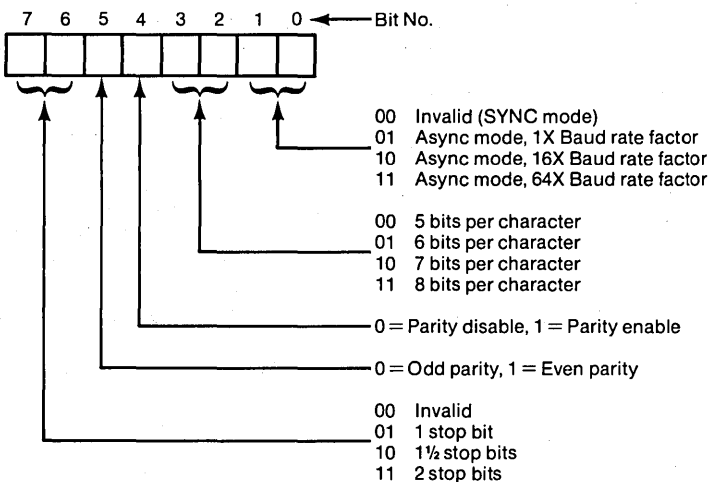 7 6 5 4 3 2 1 0 Bit No.
00 Invalid (SYNC mode)
01 Async mode, 1X Baud rate factor
10 Async mode, 16X Baud rate factor
11 Async mode, 64X Baud rate factor
00 5 bits per character
01 6 bits per character
10 7 bits per character
11 8 bits per character
0 = Parity disable, 1 = Parity enable
0 = Odd parity, 1 = Even parity
00 Invalid
01 1 stop bit
10 1½ stop bits
11 2 stop bits